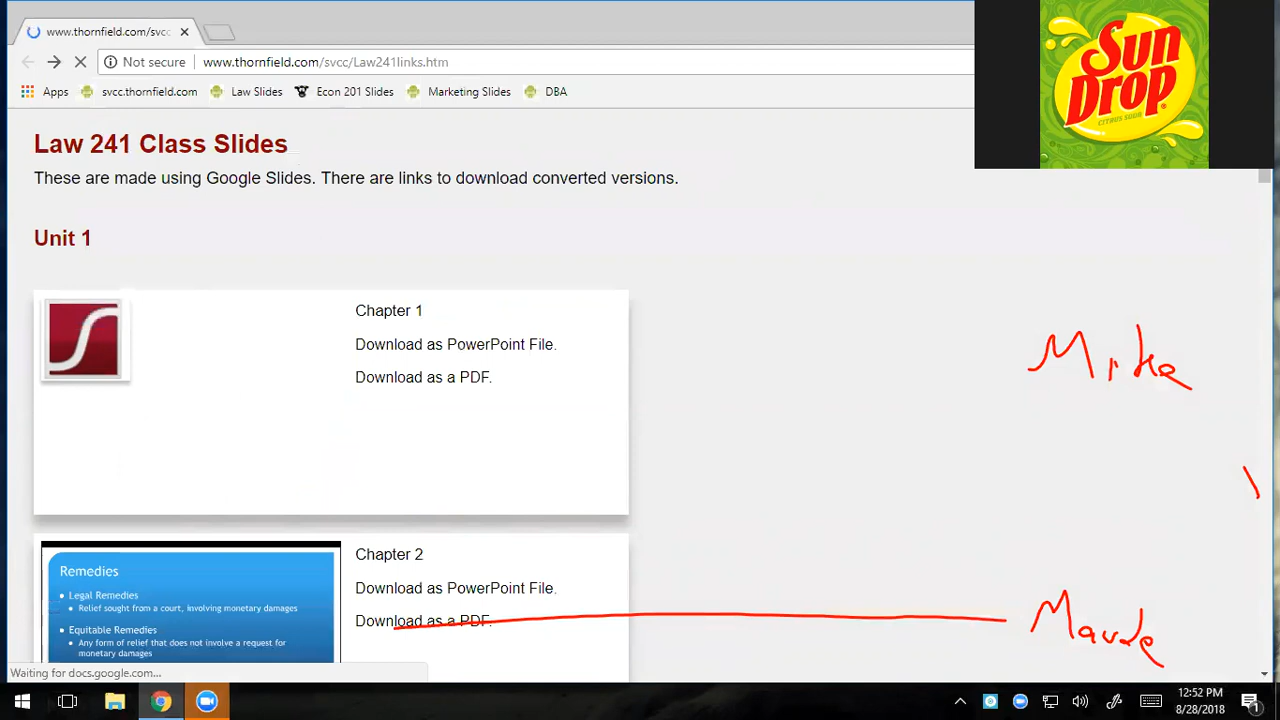 www.thornfield.com/svcc
Not secure
www.thornfield.com/svcc/Law241links.htm
Apps svcc.thornfield.com Law Slides Econ 201 Slides Marketing Slides DBA
Sun
Drop
CITRUS SODA
Law 241 Class Slides
These are made using Google Slides. There are links to download converted versions.
Unit 1
Chapter 1
Download as PowerPoint File.
Download as a PDF.
Mike
Chapter 2
Download as PowerPoint File.
Download as a PDF.
Maude
Remedies
Legal Remedies
Relief sought from a court, involving monetary damages
Equitable Remedies
Any form of relief that does not involve a request for
monetary damages
Waiting for docs.google.com...
12:52 PM
8/28/2018
1